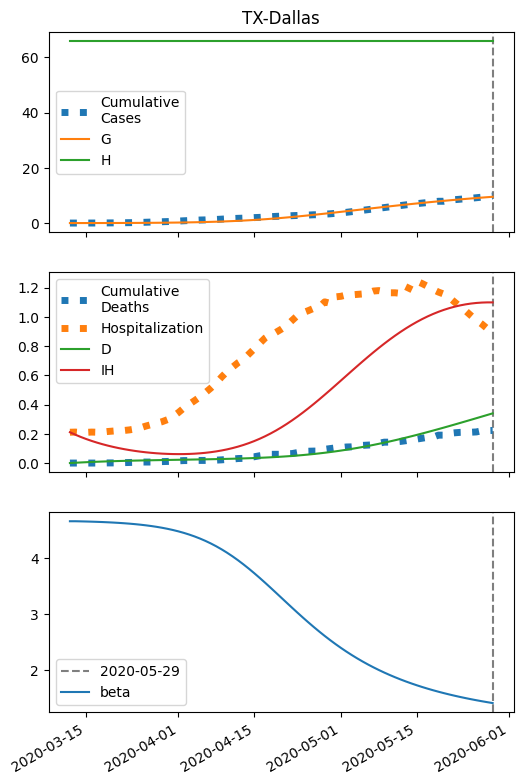 TX-Dallas
60
40
20
0
Cumulative
Cases
G
H
1.2
1.0
0.8
0.6
0.4
0.2
0.0
Cumulative
Deaths
Hospitalization
D
IH
4
3
2
2020-05-29
beta
2020-03-15
2020-04-01
2020-04-15
2020-05-01
2020-05-15
2020-06-01